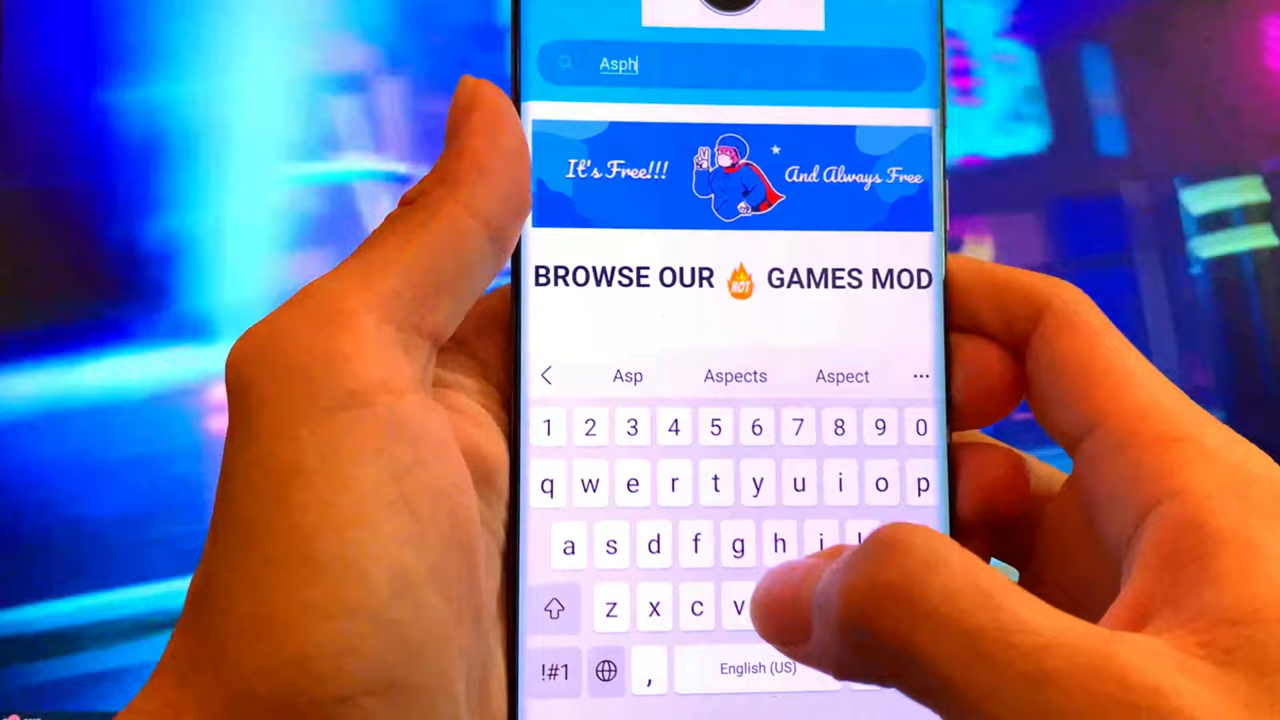 Asph
It's Free!!! And Always Free
BROWSE OUR HOT GAMES MOD
Asp Aspects Aspect ...
1 2 3 4 5 6 7 8 9 0
q w e r t y u i o p
a s d f g h j
z x c v
!#1 , English (US)